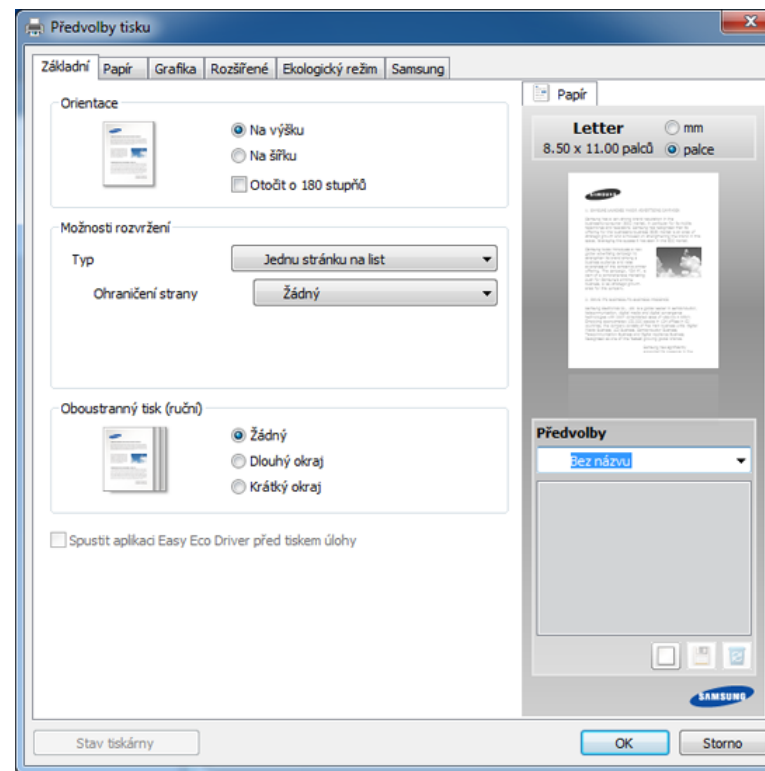 Předvolby tisku
Základní Papír Grafika Rozšířené Ekologický režim Samsung
Orientace
Na výšku
Na šířku
Otočit o 180 stupňů
Možnosti rozvržení
Typ Jednu stránku na list
Ohraničení strany Žádný
Oboustranný tisk (ruční)
Žádný
Dlouhý okraj
Krátký okraj
Spustit aplikaci Easy Eco Driver před tiskem úlohy
Papír
Letter mm
8.50 x 11.00 palců palce
SAMSUNG
Předvolby
Bez názvu
SAMSUNG
Stav tiskárny OK Storno